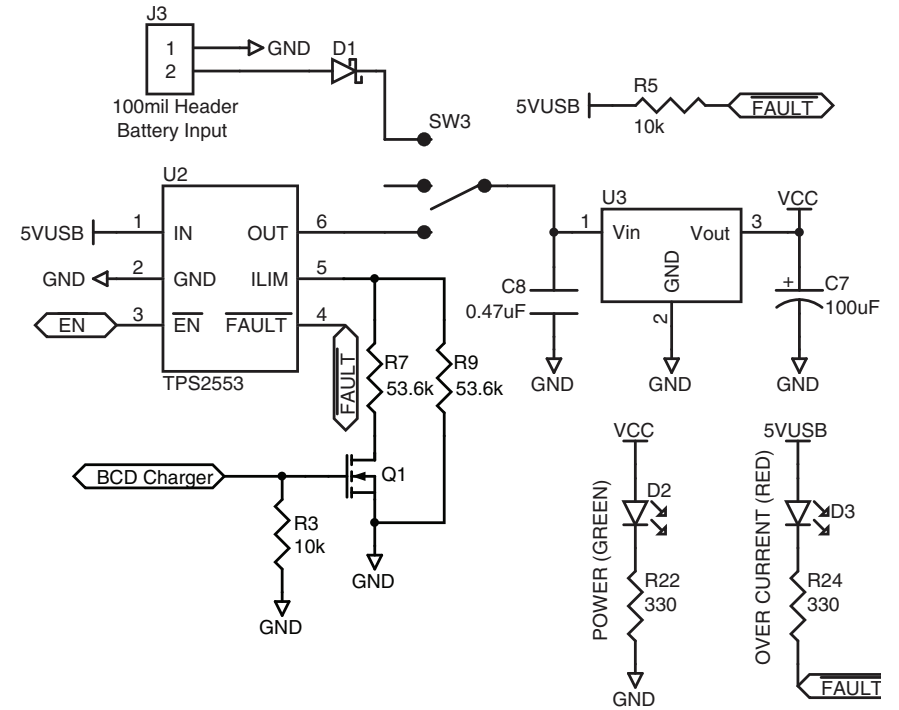 J3
1
2
GND
D1
100mil Header
Battery Input
SW3
5VUSB
R5
10k
FAULT
U2
5VUSB
1
IN
OUT
6
GND
2
GND
ILIM
5
EN
3
EN
FAULT
4
TPS2553
FAULT
R7
53.6k
R9
53.6k
BCD Charger
Q1
R3
10k
GND
GND
U3
1
Vin
Vout
3
GND
2
VCC
C8
0.47uF
+
C7
100uF
GND
GND
GND
VCC
D2
POWER (GREEN)
R22
330
GND
5VUSB
D3
OVER CURRENT (RED)
R24
330
FAULT